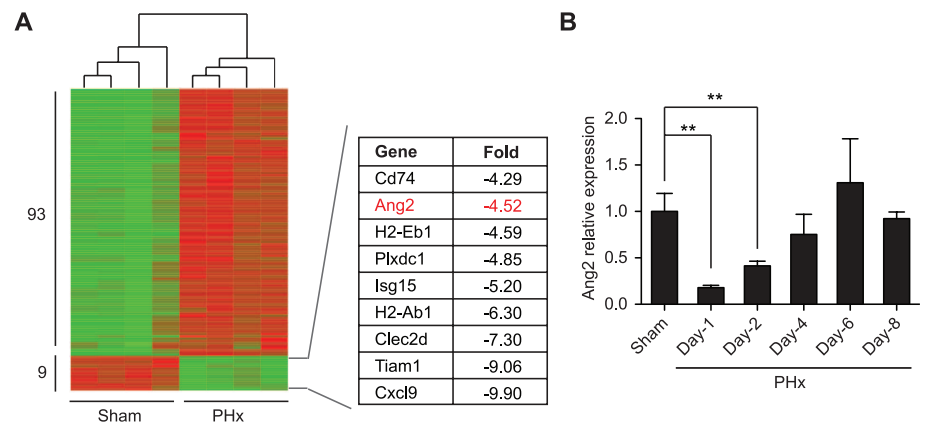 A
93
9
Sham PHx
Gene Fold
Cd74 -4.29
Ang2 -4.52
H2-Eb1 -4.59
Plxdc1 -4.85
Isg15 -5.20
H2-Ab1 -6.30
Clec2d -7.30
Tiam1 -9.06
Cxcl9 -9.90
B
**
**
Ang2 relative expression
2.0
1.5
1.0
0.5
0.0
Sham Day-1 Day-2 Day-4 Day-6 Day-8
PHx